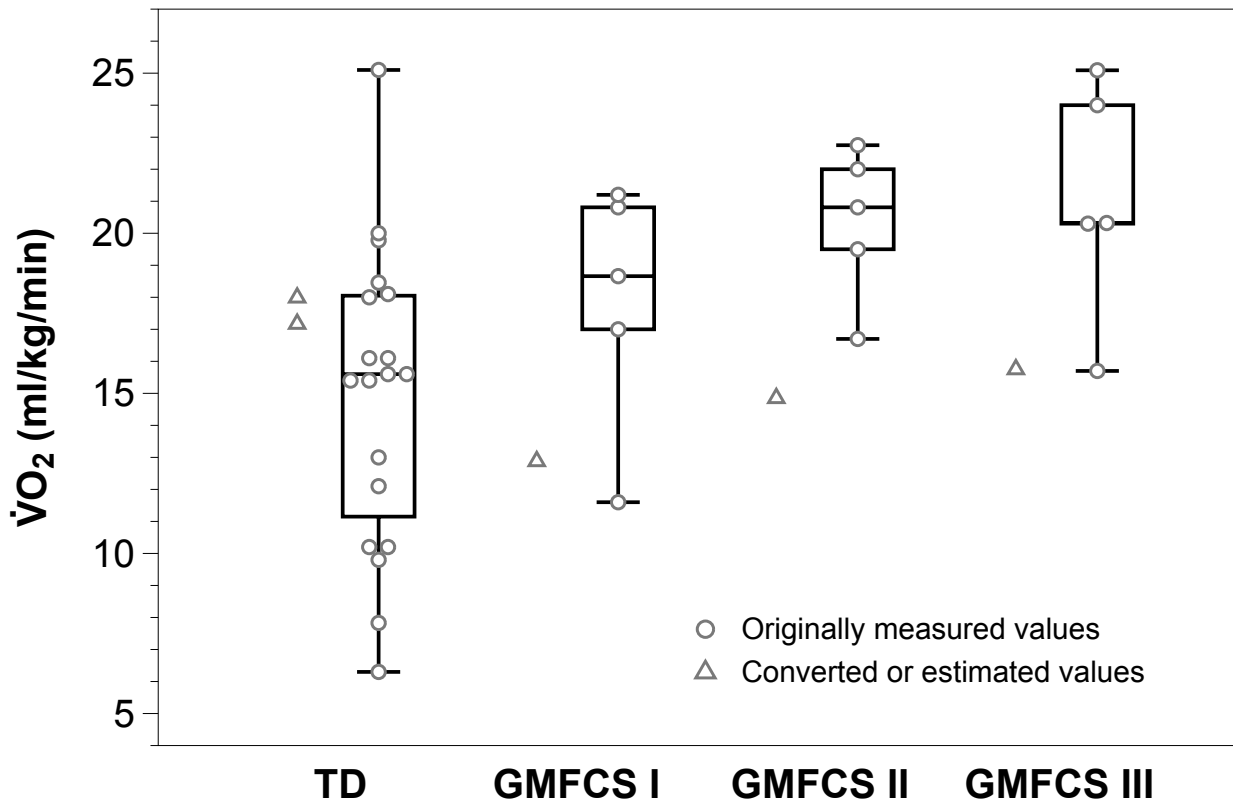 25
20
15
10
5
V̇O₂ (ml/kg/min)
Originally measured values
Converted or estimated values
TD GMFCS I GMFCS II GMFCS III